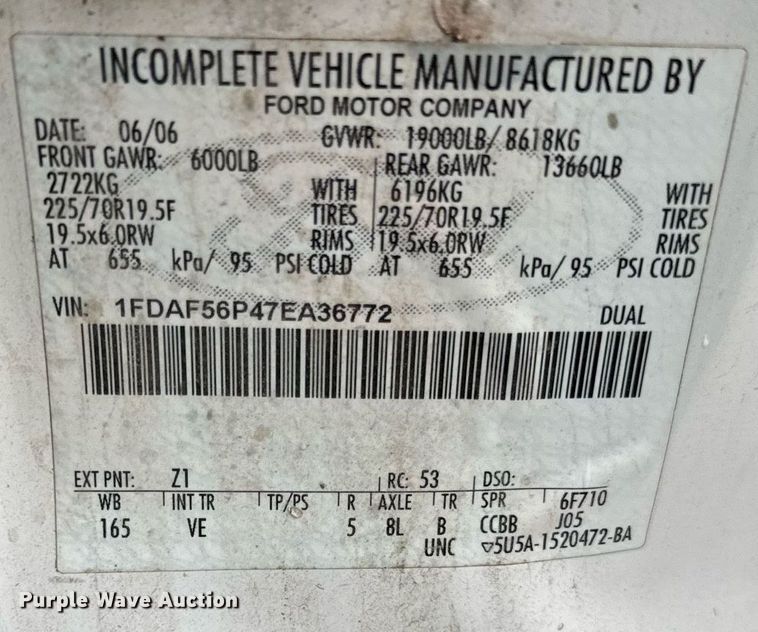 INCOMPLETE VEHICLE MANUFACTURED BY
FORD MOTOR COMPANY
DATE: 06/06 GVWR: 19000LB/ 8618KG
FRONT GAWR: 6000LB REAR GAWR: 13660LB
2722KG WITH 6196KG WITH
225/70R19.5F TIRES 225/70R19.5F TIRES
19.5x6.0RW RIMS 19.5x6.0RW RIMS
AT 655 kPa/ 95 PSI COLD AT 655 kPa/ 95 PSI COLD
VIN: 1FDAF56P47EA36772 DUAL
EXT PNT: Z1 RC: 53 DSO:
WB INT TR TP/PS R AXLE TR SPR 6F710
165 VE 5 8L B CCBB J05
UNC 5U5A-1520472-BA
Purple Wave Auction